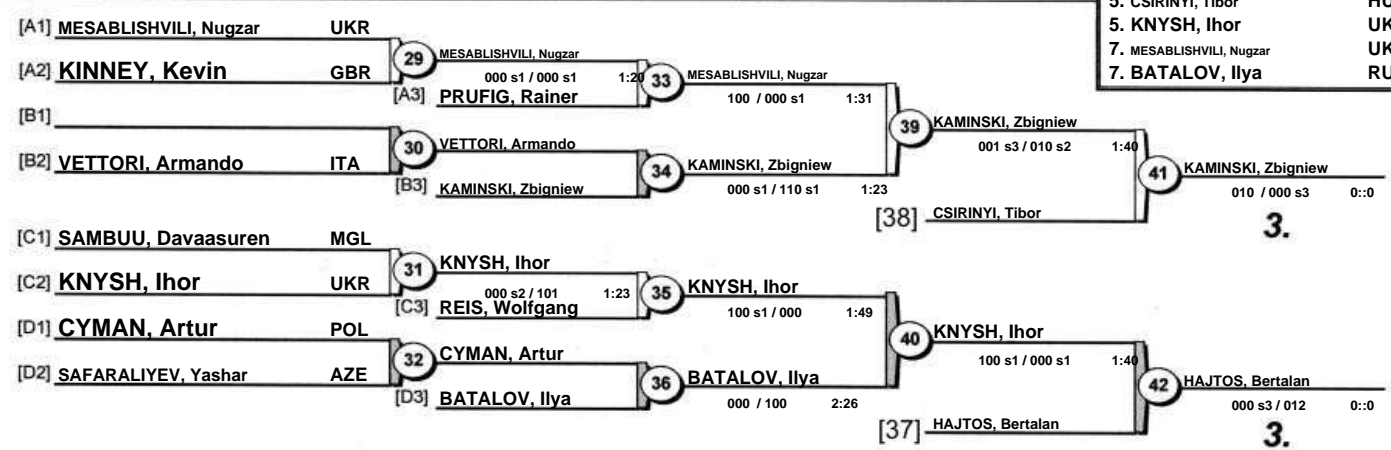 5. CSIRINYI, Tibor HU
5. KNYSH, Ihor UK
7. MESABLISHVILI, Nugzar UK
7. BATALOV, Ilya RU
[A1] MESABLISHVILI, Nugzar UKR
[A2] KINNEY, Kevin GBR
29
MESABLISHVILI, Nugzar
000 s1 / 000 s1 1:20
[A3] PRUFIG, Rainer
33
MESABLISHVILI, Nugzar
100 / 000 s1 1:31
[B1]
[B2] VETTORI, Armando ITA
30
VETTORI, Armando
[B3] KAMINSKI, Zbigniew
34
KAMINSKI, Zbigniew
000 s1 / 110 s1 1:23
39
KAMINSKI, Zbigniew
001 s3 / 010 s2 1:40
[38] CSIRINYI, Tibor
41
KAMINSKI, Zbigniew
010 / 000 s3 0::0
3.
[C1] SAMBUU, Davaasuren MGL
[C2] KNYSH, Ihor UKR
31
KNYSH, Ihor
000 s2 / 101 1:23
[C3] REIS, Wolfgang
35
KNYSH, Ihor
100 s1 / 000 1:49
[D1] CYMAN, Artur POL
[D2] SAFARALIYEV, Yashar AZE
32
CYMAN, Artur
[D3] BATALOV, Ilya
36
BATALOV, Ilya
000 / 100 2:26
40
KNYSH, Ihor
100 s1 / 000 s1 1:40
[37] HAJTOS, Bertalan
42
HAJTOS, Bertalan
000 s3 / 012 0::0
3.